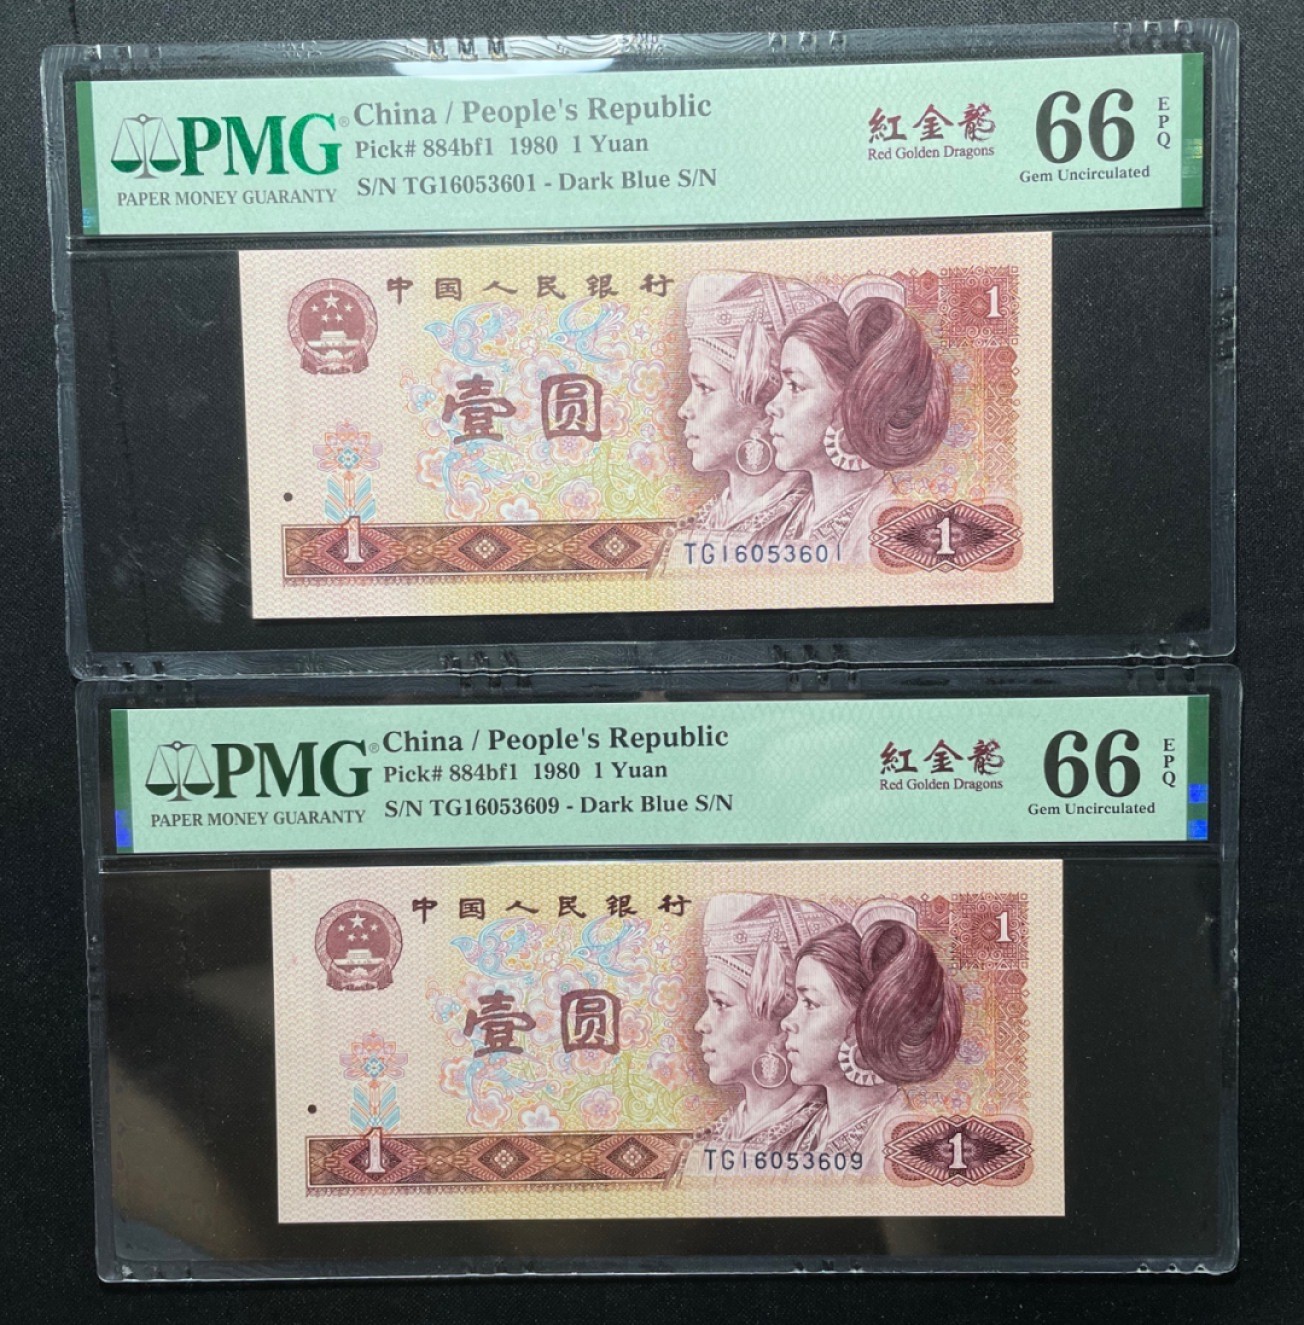 PMG®
PAPER MONEY GUARANTY
China / People's Republic
Pick# 884bf1 1980 1 Yuan
S/N TG16053601 - Dark Blue S/N
紅金龍
Red Golden Dragons
66
EPQ
Gem Uncirculated
中国人民银行
1
壹圆
1
TG16053601
1
PMG®
PAPER MONEY GUARANTY
China / People's Republic
Pick# 884bf1 1980 1 Yuan
S/N TG16053609 - Dark Blue S/N
紅金龍
Red Golden Dragons
66
EPQ
Gem Uncirculated
中国人民银行
1
壹圆
1
TG16053609
1